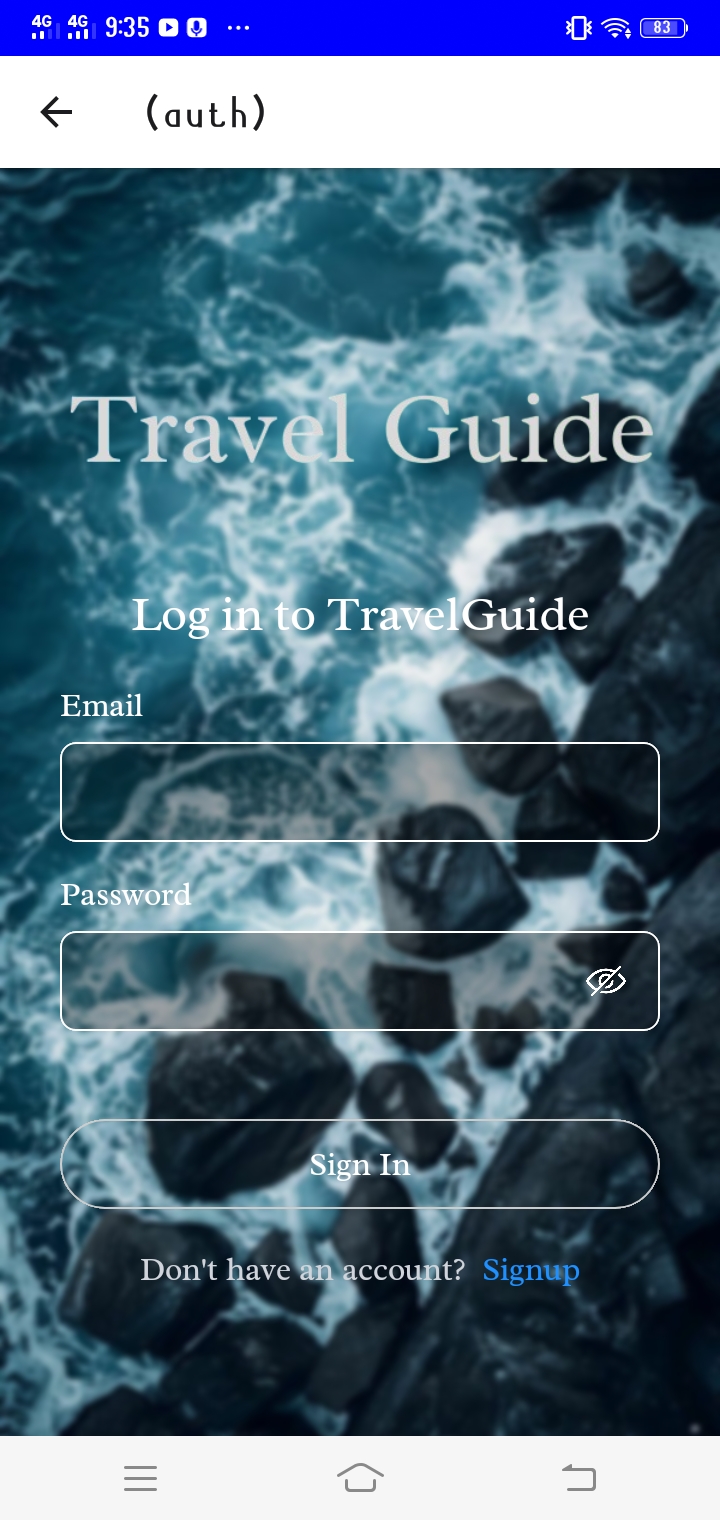 4G 4G 9:35 83
(auth)
Travel Guide
Log in to TravelGuide
Email
Password
Sign In
Don't have an account? Signup